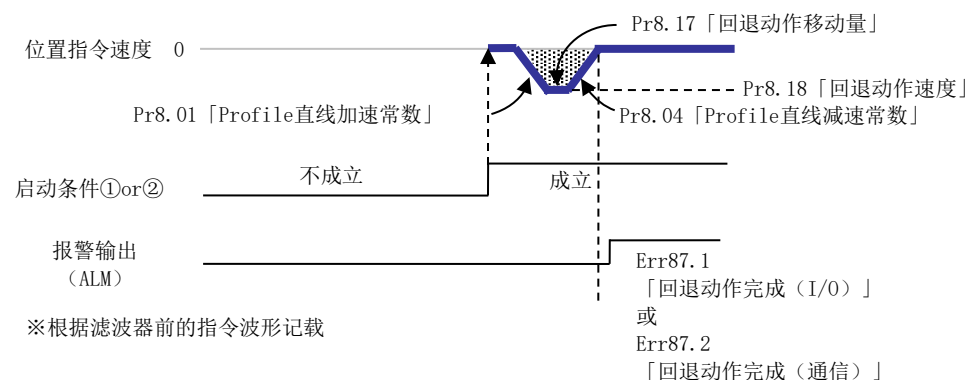 Pr8.17「回退动作移动量」
位置指令速度 0
Pr8.18「回退动作速度」
Pr8.01「Profile直线加速常数」
Pr8.04「Profile直线减速常数」
不成立
成立
启动条件①or②
报警输出
（ALM）
Err87.1
「回退动作完成（I/O）」
或
Err87.2
「回退动作完成（通信）」
※根据滤波器前的指令波形记载